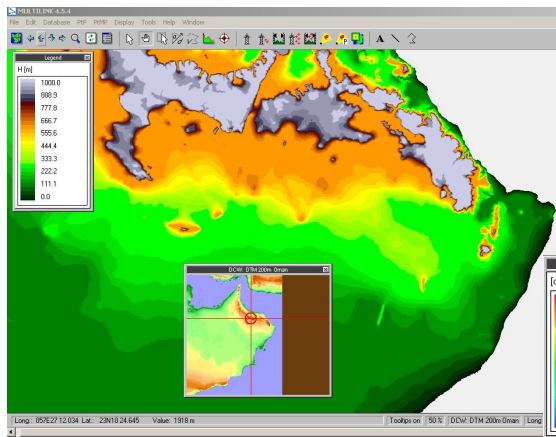 MULTILINK 4.5.4
File Edit Database PtP PtMP Display Tools Help Window
A
Legend
H [m]
1000.0
888.9
777.8
666.7
555.6
444.4
333.3
222.2
111.1
0.0
DCW: DTM 200m Oman
Long.: 057E27 12.034 Lat.: 23N10 24.645 Value: 1918 m Tooltips on 50 % DCW: DTM 200m Oman Long